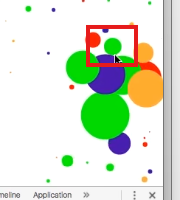 meline Application »